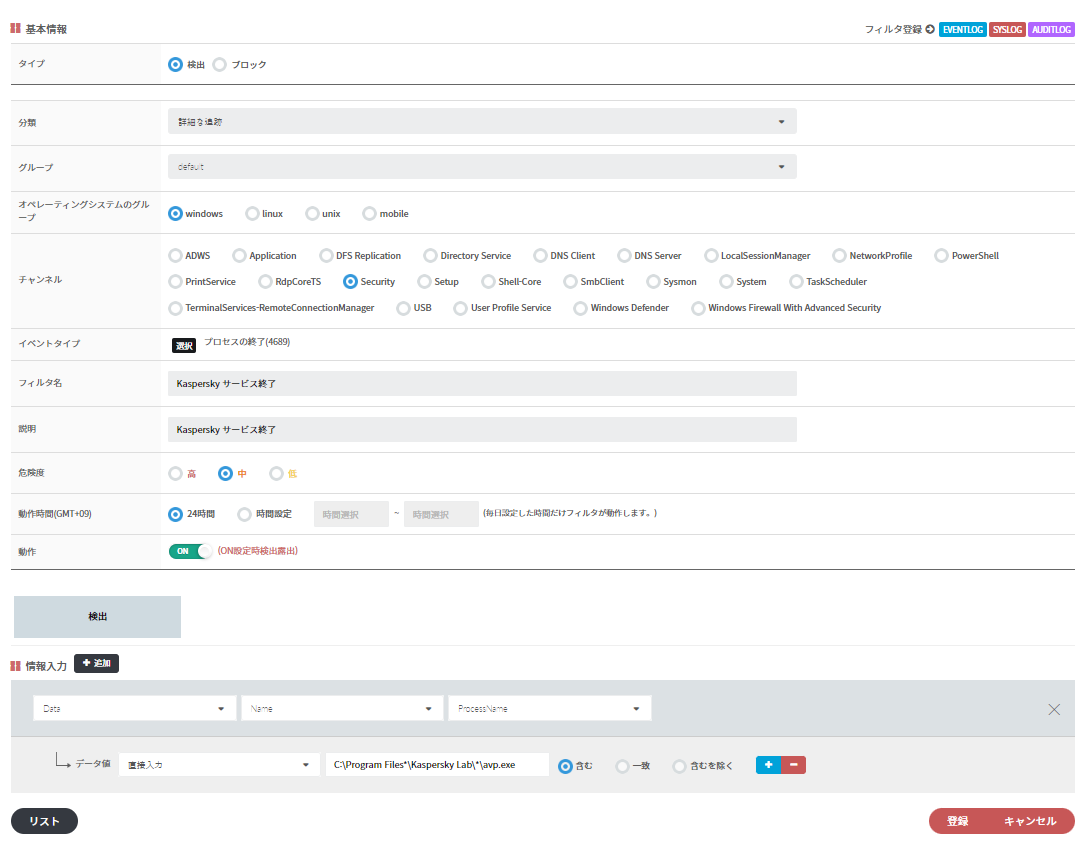 基本情報
フィルタ登録 EVENTLOG SYSLOG AUDITLOG
タイプ 検出 ブロック
分類 詳細な追跡
グループ default
オペレーティングシステムのグル
ープ
windows linux unix mobile
チャンネル
ADWS Application DFS Replication Directory Service DNS Client DNS Server LocalSessionManager NetworkProfile PowerShell
PrintService RdpCoreTS Security Setup Shell-Core SmbClient Sysmon System TaskScheduler
TerminalServices-RemoteConnectionManager USB User Profile Service Windows Defender Windows Firewall With Advanced Security
イベントタイプ 選択 プロセスの終了(4689)
フィルタ名 Kaspersky サービス終了
説明 Kaspersky サービス終了
危険度 高 中 低
動作時間(GMT+09) 24時間 時間設定 時間選択 ~ 時間選択 (毎日設定した時間だけフィルタが動作します。)
動作 ON (ON設定時検出露出)
検出
情報入力 + 追加
Data Name ProcessName
データ値 直接入力 C:\Program Files*\Kaspersky Lab\*\avp.exe 含む 一致 含むを除く + -
リスト 登録 キャンセル